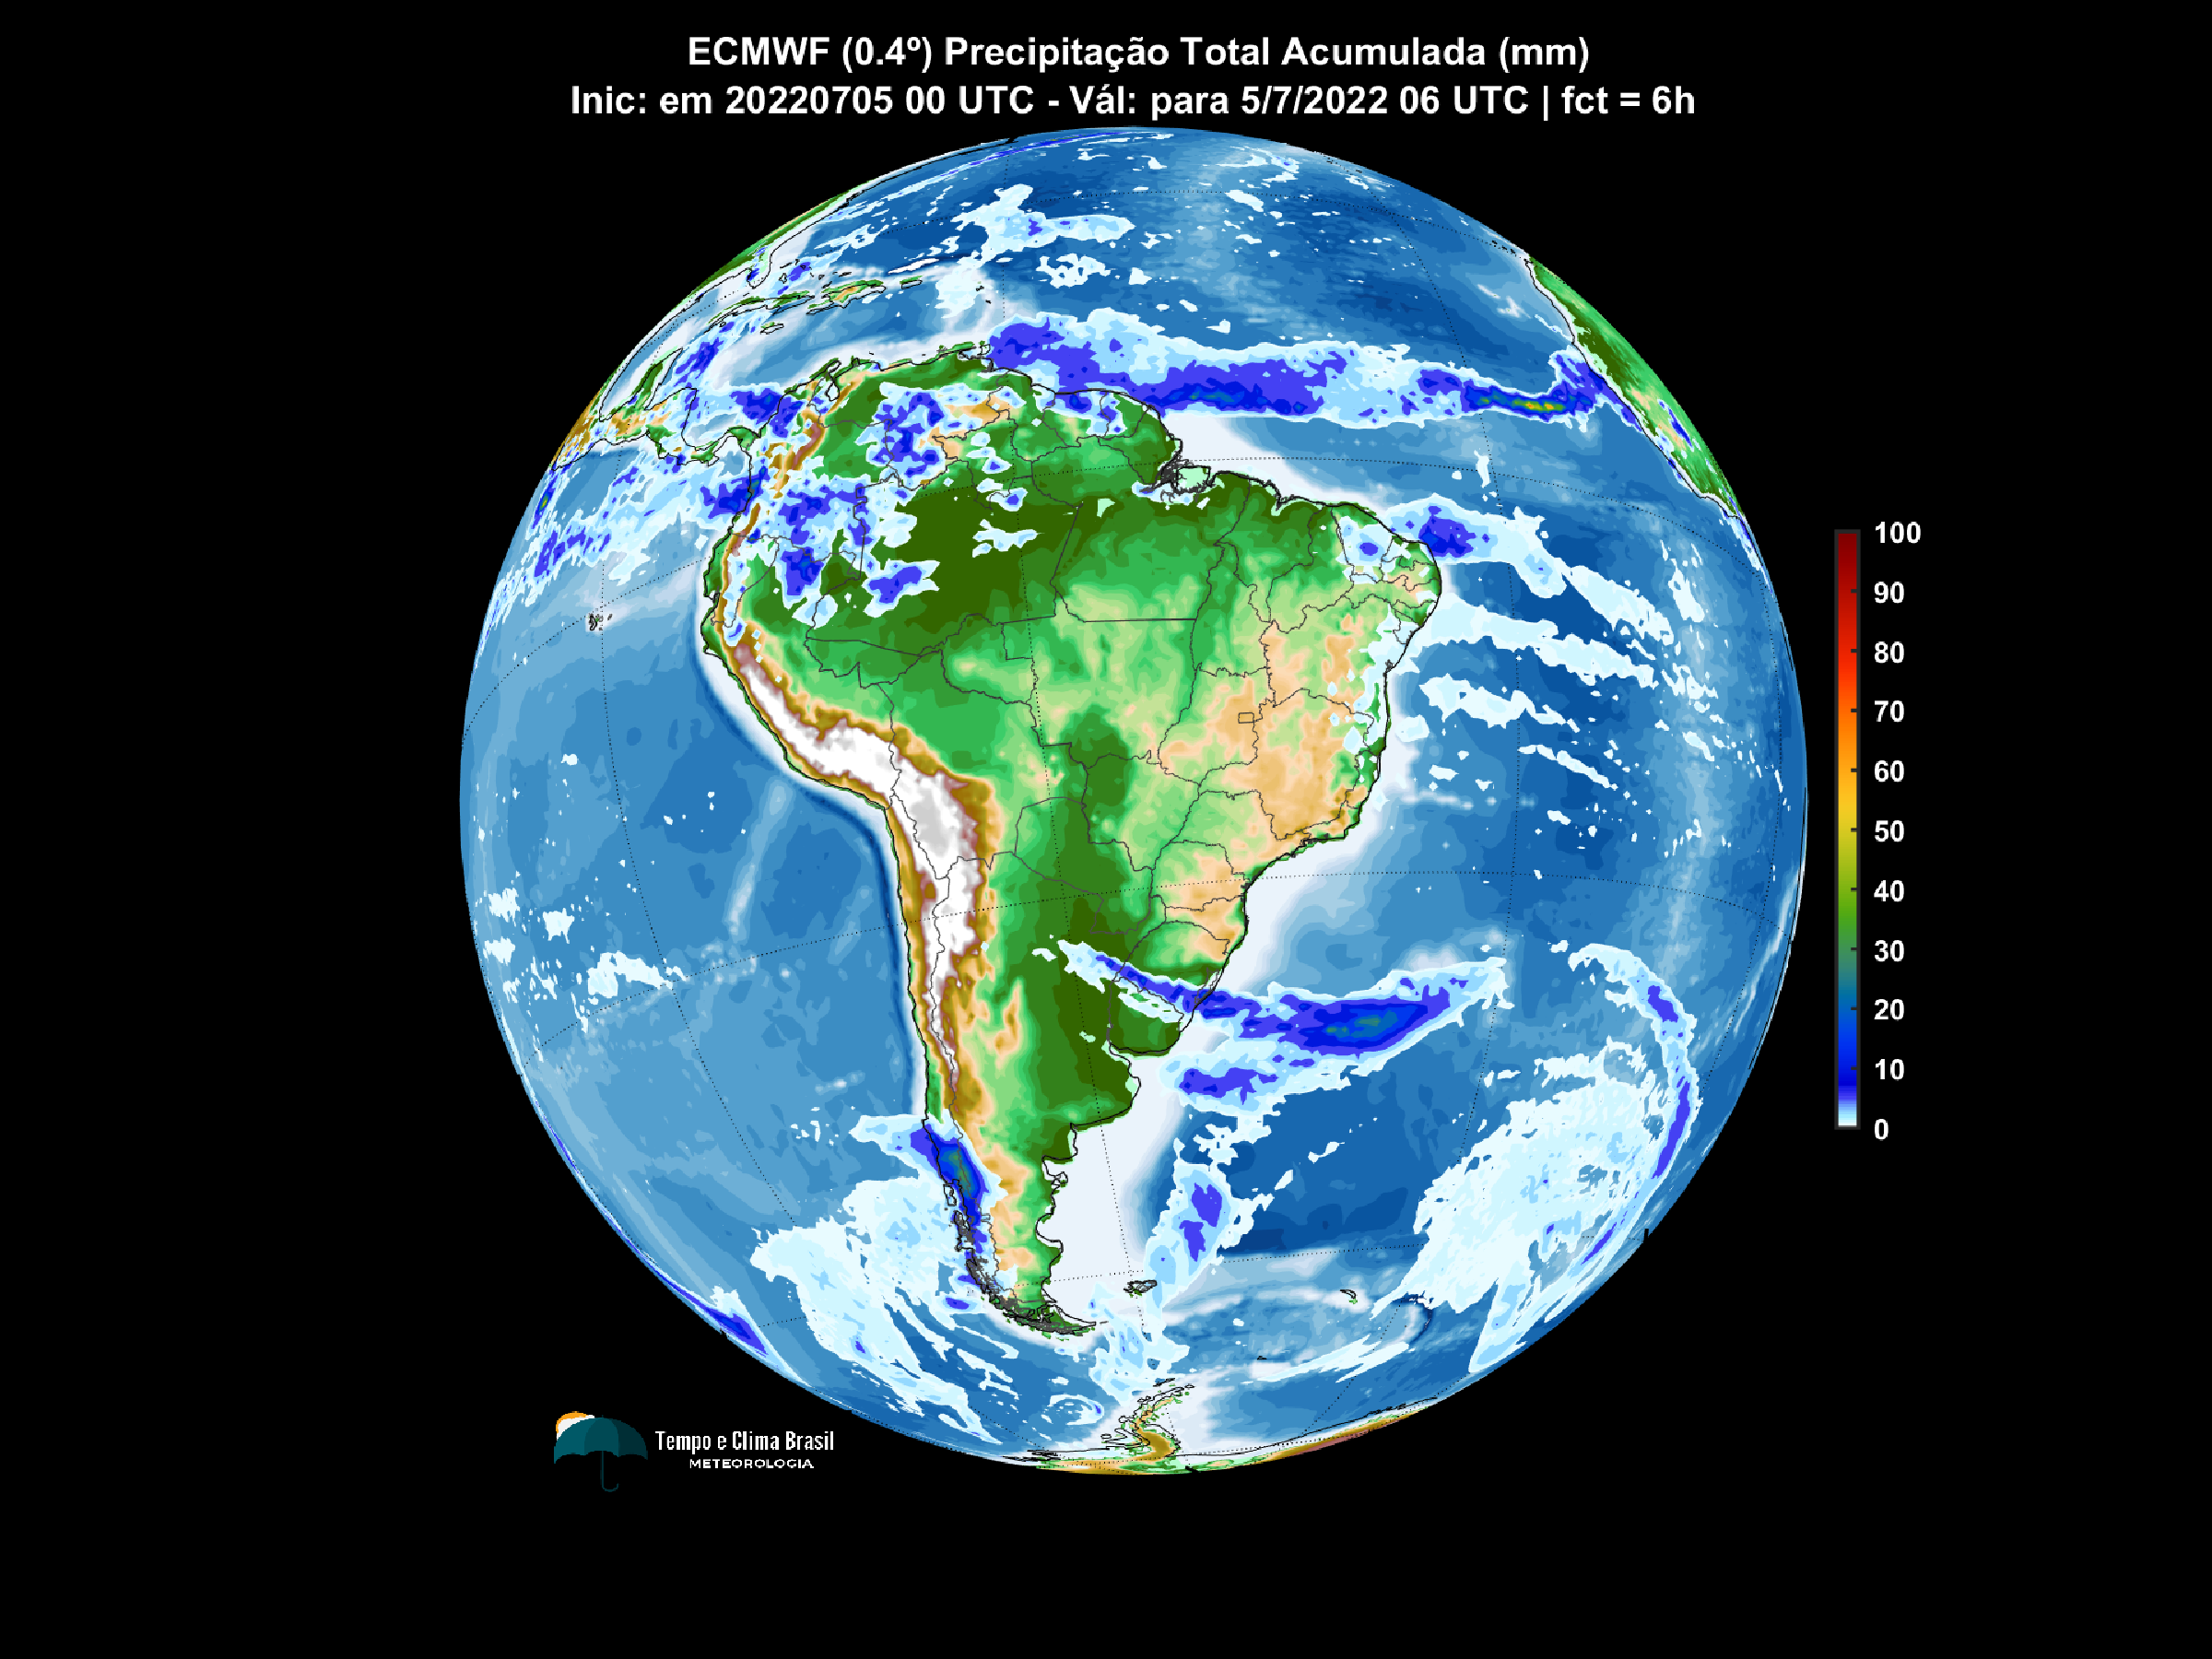 ECMWF (0.4º) Precipitação Total Acumulada (mm)
Inic: em 20220705 00 UTC - Vál: para 5/7/2022 06 UTC | fct = 6h
100
90
80
70
60
50
40
30
20
10
0
Tempo e Clima Brasil
METEOROLOGIA